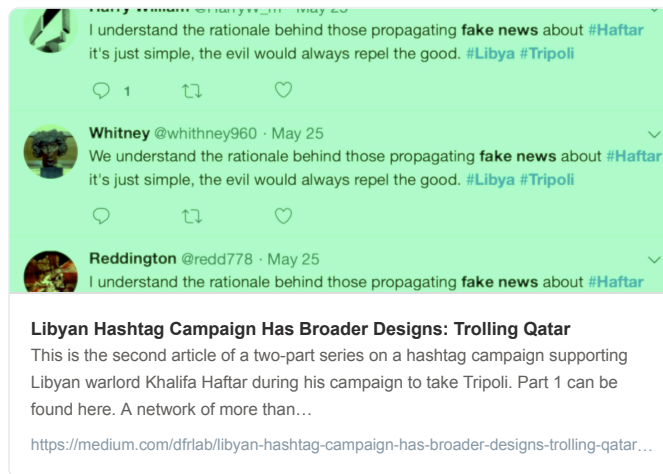 Harry William @HarryW_m · May 25
I understand the rationale behind those propagating fake news about #Haftar
it's just simple, the evil would always repel the good. #Libya #Tripoli
1
Whitney @whithney960 · May 25
We understand the rationale behind those propagating fake news about #Haftar
it's just simple, the evil would always repel the good. #Libya #Tripoli
Reddington @redd778 · May 25
I understand the rationale behind those propagating fake news about #Haftar
Libyan Hashtag Campaign Has Broader Designs: Trolling Qatar
This is the second article of a two-part series on a hashtag campaign supporting
Libyan warlord Khalifa Haftar during his campaign to take Tripoli. Part 1 can be
found here. A network of more than…
https://medium.com/dfrlab/libyan-hashtag-campaign-has-broader-designs-trolling-qatar…